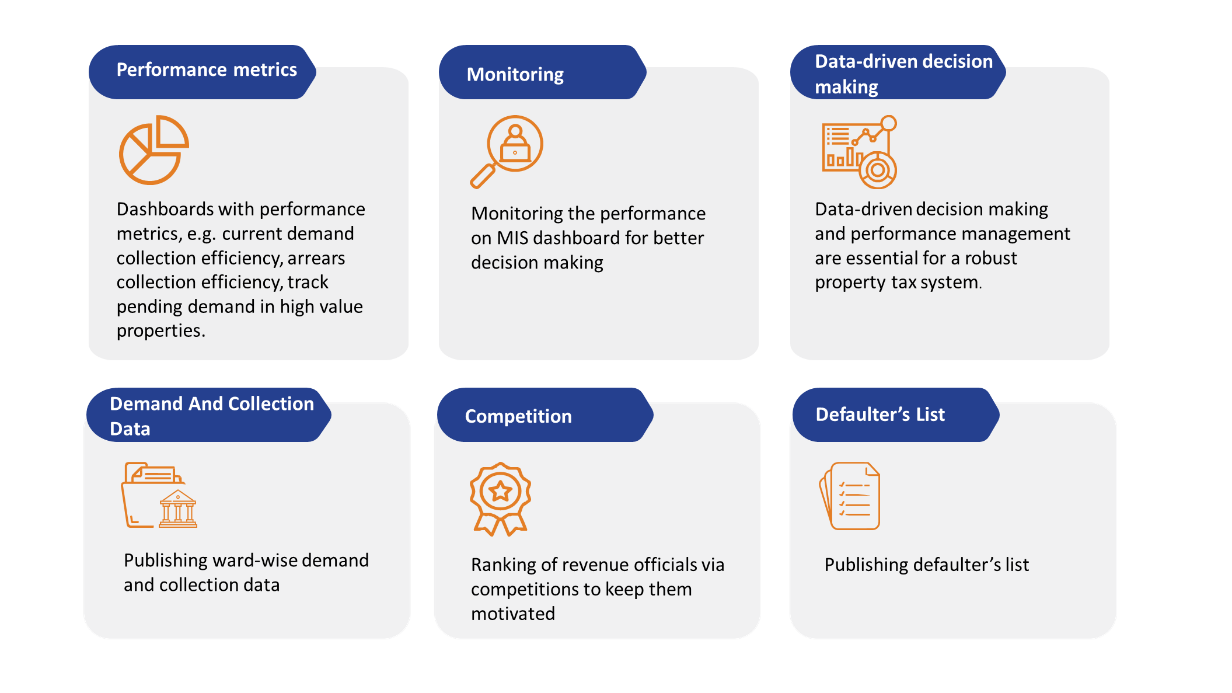 Performance metrics
Dashboards with performance
metrics, e.g. current demand
collection efficiency, arrears
collection efficiency, track
pending demand in high value
properties.
Monitoring
Monitoring the performance
on MIS dashboard for better
decision making
Data-driven decision
making
Data-driven decision making
and performance management
are essential for a robust
property tax system.
Demand And Collection
Data
Publishing ward-wise demand
and collection data
Competition
Ranking of revenue officials via
competitions to keep them
motivated
Defaulter’s List
Publishing defaulter’s list